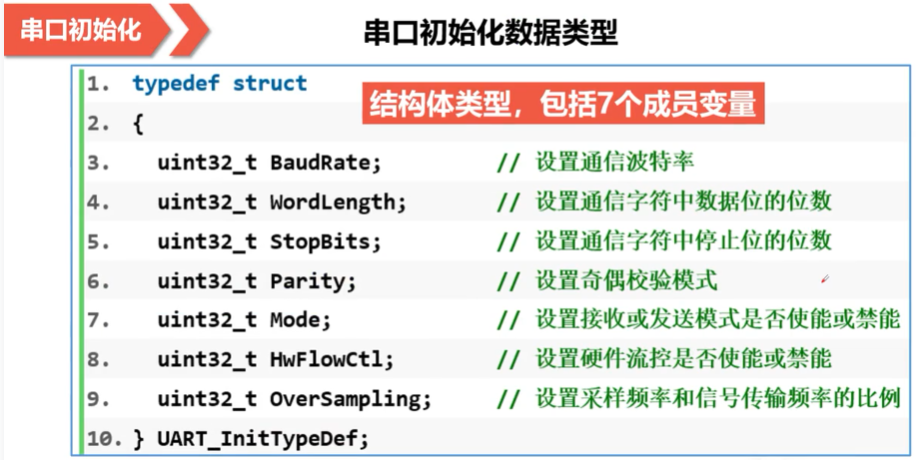 串口初始化
串口初始化数据类型
1. typedef struct
结构体类型，包括7个成员变量
2. {
3. uint32_t BaudRate; // 设置通信波特率
4. uint32_t WordLength; // 设置通信字符中数据位的位数
5. uint32_t StopBits; // 设置通信字符中停止位的位数
6. uint32_t Parity; // 设置奇偶校验模式
7. uint32_t Mode; // 设置接收或发送模式是否使能或禁能
8. uint32_t HwFlowCtl; // 设置硬件流控是否使能或禁能
9. uint32_t OverSampling; // 设置采样频率和信号传输频率的比例
10. } UART_InitTypeDef;